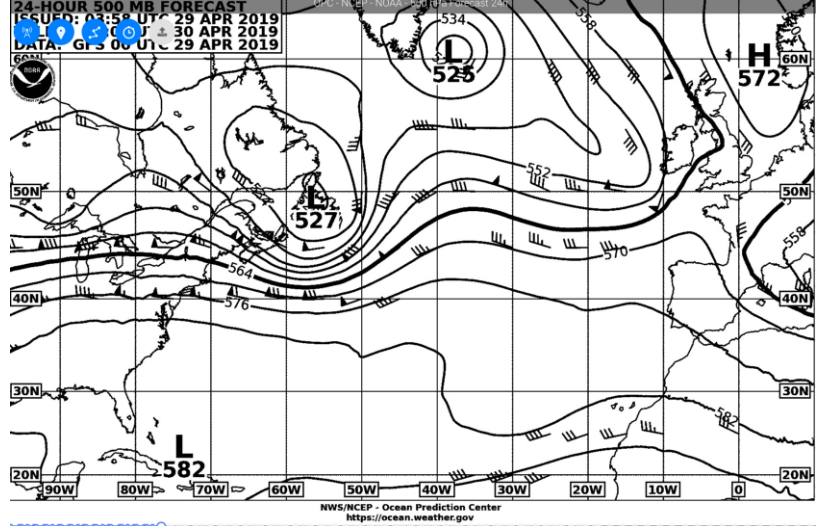 OPC - NCEP - NOAA - 500 hPa Forecast 24h
24-HOUR 500 MB FORECAST
ISSUED: 03:58 UTC 29 APR 2019
UTC 30 APR 2019
DATA: GFS 00 UTC 29 APR 2019
NOAA
534
558
L
525
H
572
60N
60N
552
50N
50N
L
527
558
564
570
576
40N
40N
30N
30N
582
L
582
20N
20N
90W 80W 70W 60W 50W 40W 30W 20W 10W 0
NWS/NCEP - Ocean Prediction Center
https://ocean.weather.gov